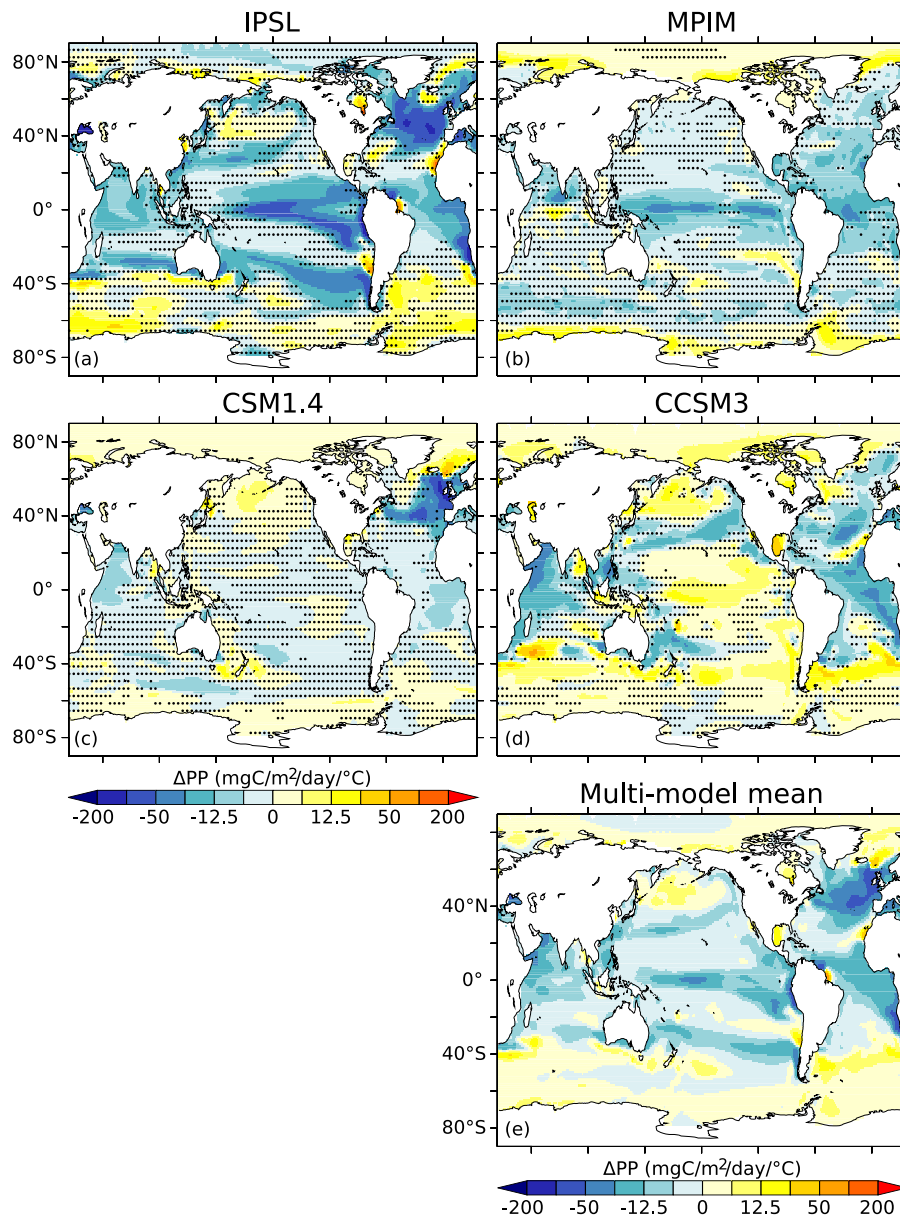 IPSL
MPIM
80°N
40°N
0°
40°S
80°S
(a)
(b)
CSM1.4
CCSM3
80°N
40°N
0°
40°S
80°S
(c)
(d)
ΔPP (mgC/m²/day/°C)
-200 -50 -12.5 0 12.5 50 200
Multi-model mean
40°N
0°
40°S
80°S
(e)
ΔPP (mgC/m²/day/°C)
-200 -50 -12.5 0 12.5 50 200